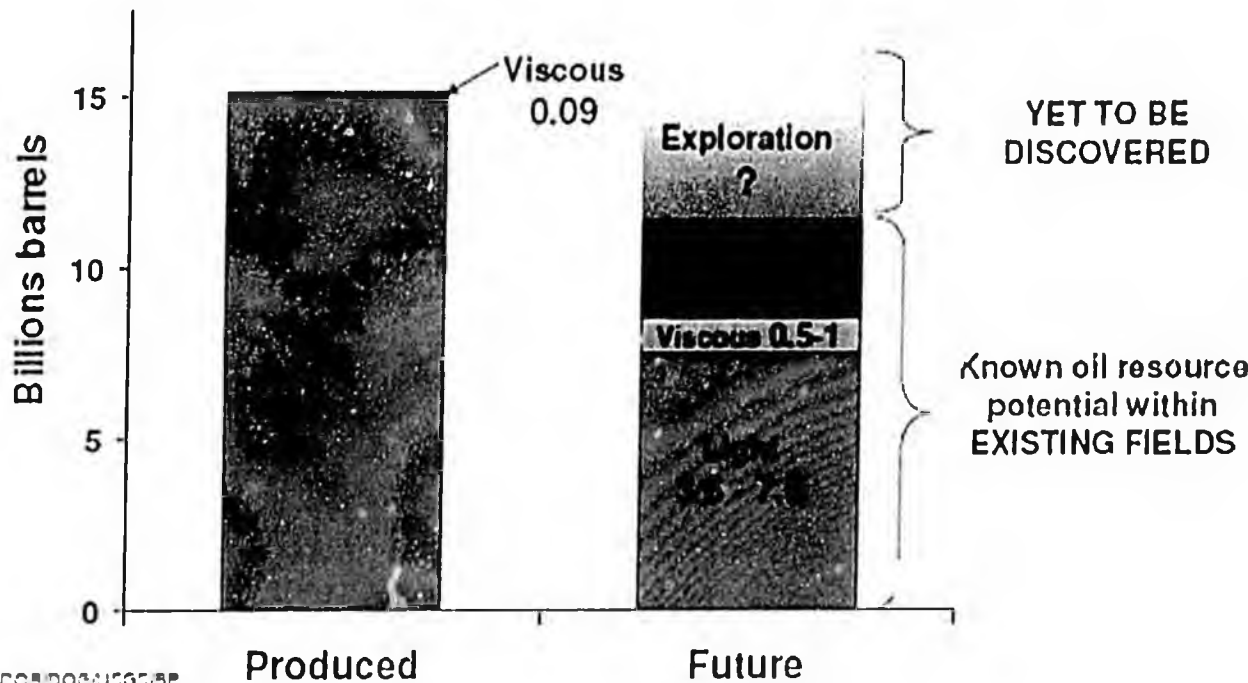 Billions barrels
15
10
5
0
Viscous
0.09
Exploration
?
Viscous 0.5-1
YET TO BE
DISCOVERED
Known oil resource
potential within
EXISTING FIELDS
Produced
Future